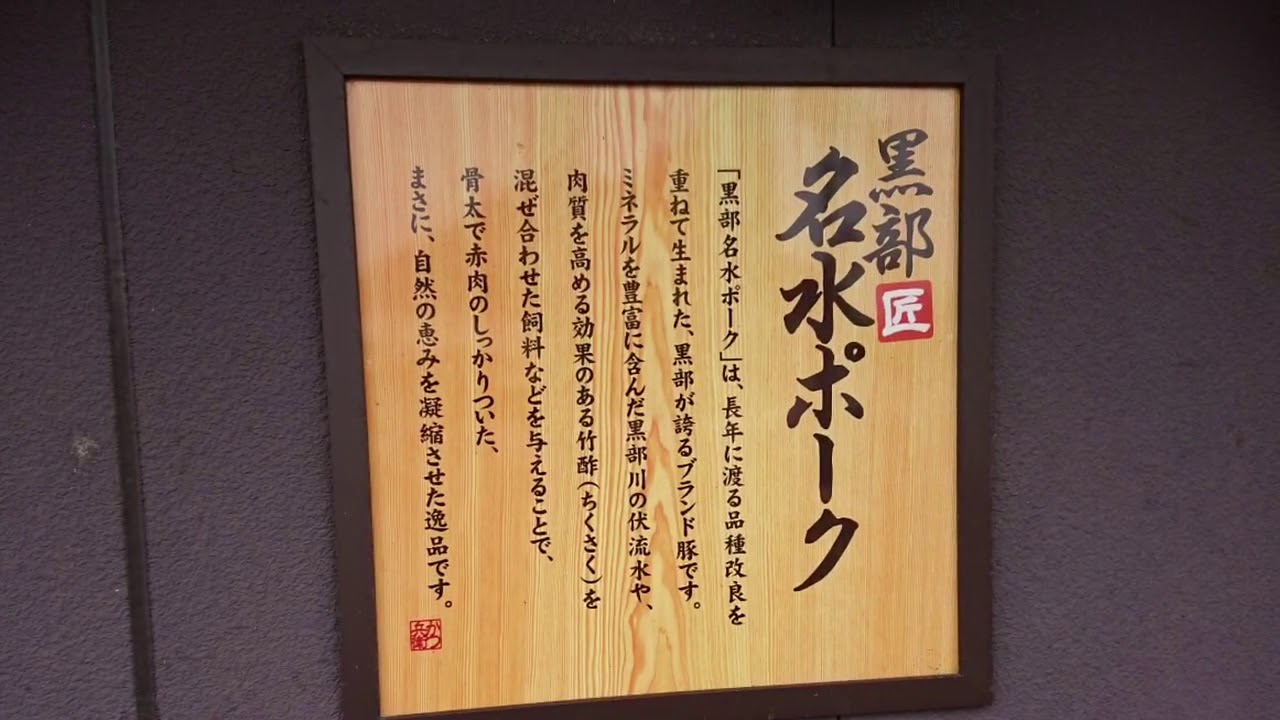 黒部
匠
名水ポーク
「黒部名水ポーク」は、長年に渡る品種改良を
重ねて生まれた、黒部が誇るブランド豚です。
ミネラルを豊富に含んだ黒部川の伏流水や、
肉質を高める効果のある竹酢(ちくさく)を
混ぜ合わせた飼料などを与えることで、
骨太で赤肉のしっかりついた、
まさに、自然の恵みを凝縮させた逸品です。
かつ
兵衛